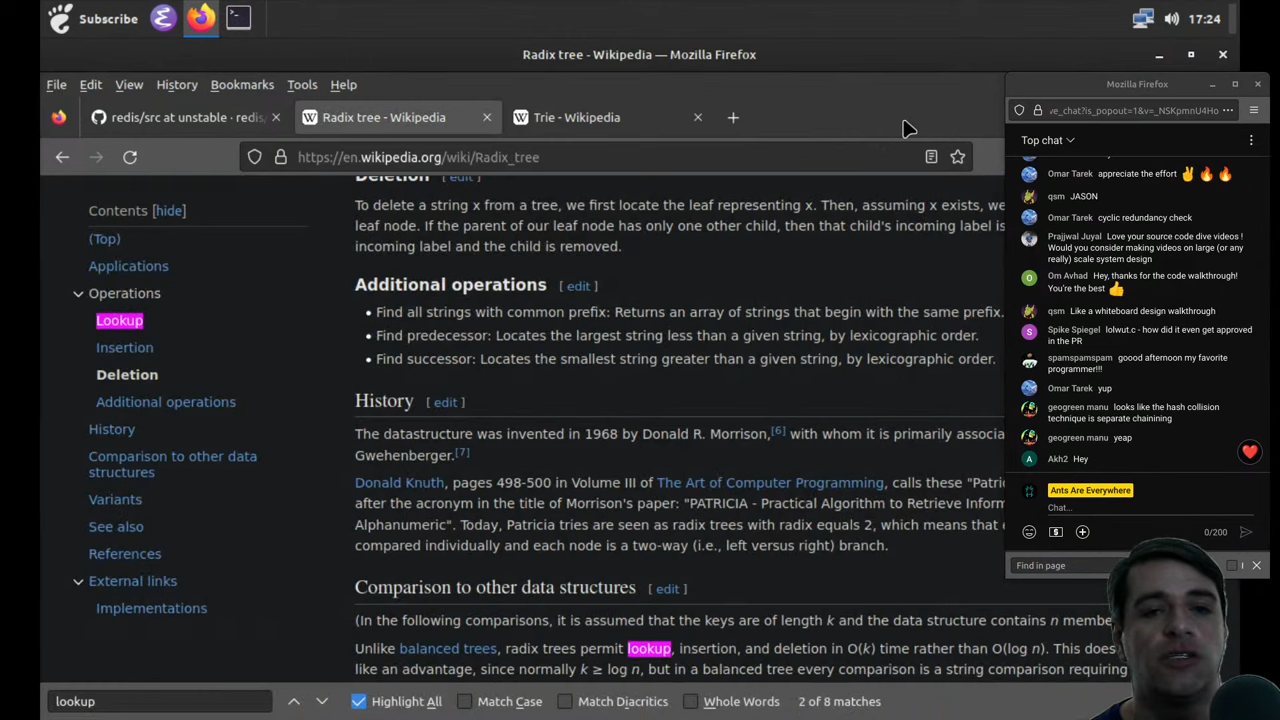 Subscribe
17:24
Radix tree - Wikipedia — Mozilla Firefox
File Edit View History Bookmarks Tools Help
redis/src at unstable · redis,
Radix tree - Wikipedia
Trie - Wikipedia
https://en.wikipedia.org/wiki/Radix_tree
Contents [hide]
(Top)
Applications
Operations
Lookup
Insertion
Deletion
Additional operations
History
Comparison to other data
structures
Variants
See also
References
External links
Implementations
Deletion [edit]
To delete a string x from a tree, we first locate the leaf representing x. Then, assuming x exists, we
leaf node. If the parent of our leaf node has only one other child, then that child's incoming label is
incoming label and the child is removed.
Additional operations [ edit ]
• Find all strings with common prefix: Returns an array of strings that begin with the same prefix.
• Find predecessor: Locates the largest string less than a given string, by lexicographic order.
• Find successor: Locates the smallest string greater than a given string, by lexicographic order.
History [ edit ]
The datastructure was invented in 1968 by Donald R. Morrison,[6] with whom it is primarily associa
Gwehenberger.[7]
Donald Knuth, pages 498-500 in Volume III of The Art of Computer Programming, calls these "Patri
after the acronym in the title of Morrison's paper: "PATRICIA - Practical Algorithm to Retrieve Inform
Alphanumeric". Today, Patricia tries are seen as radix trees with radix equals 2, which means that e
compared individually and each node is a two-way (i.e., left versus right) branch.
Comparison to other data structures [ edit ]
(In the following comparisons, it is assumed that the keys are of length k and the data structure contains n membe
Unlike balanced trees, radix trees permit lookup, insertion, and deletion in O(k) time rather than O(log n). This does
like an advantage, since normally k ≥ log n, but in a balanced tree every comparison is a string comparison requiring
lookup
Highlight All Match Case Match Diacritics Whole Words 2 of 8 matches
Mozilla Firefox
ve_chat?is_popout=1&v=_NSKpmnU4Ho
Top chat
Omar Tarek appreciate the effort ✌🔥🔥
qsm JASON
Omar Tarek cyclic redundancy check
Prajjwal Juyal Love your source code dive videos !
Would you consider making videos on large (or any
really) scale system design
Om Avhad Hey, thanks for the code walkthrough!
You're the best 👍
qsm Like a whiteboard design walkthrough
Spike Spiegel lolwut.c - how did it even get approved
in the PR
spamspamspam goood afternoon my favorite
programmer!!!
Omar Tarek yup
geogreen manu looks like the hash collision
technique is separate chainining
geogreen manu yeap
Akh2 Hey
Ants Are Everywhere
Chat...
0/200
Find in page